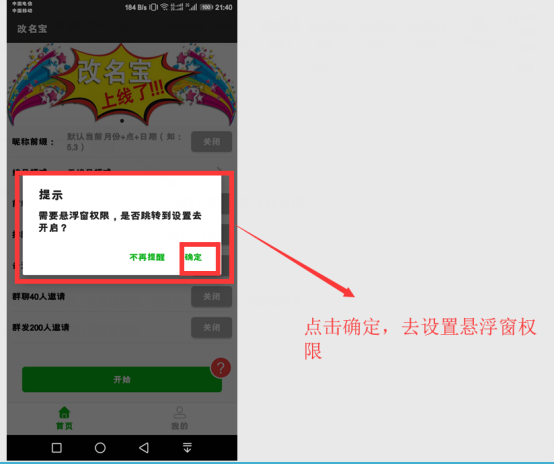 中国电信
中国移动
184 B/s 100 21:40
改名宝
改名宝
上线了!!!
昵称前缀：
默认当前月份+点+日期（如：
5.3）
关闭
提示
需要悬浮窗权限，是否跳转到设置去
开启？
不再提醒
确定
群聊40人邀请
关闭
群发200人邀请
关闭
?
开始
首页
我的
点击确定，去设置悬浮窗权
限